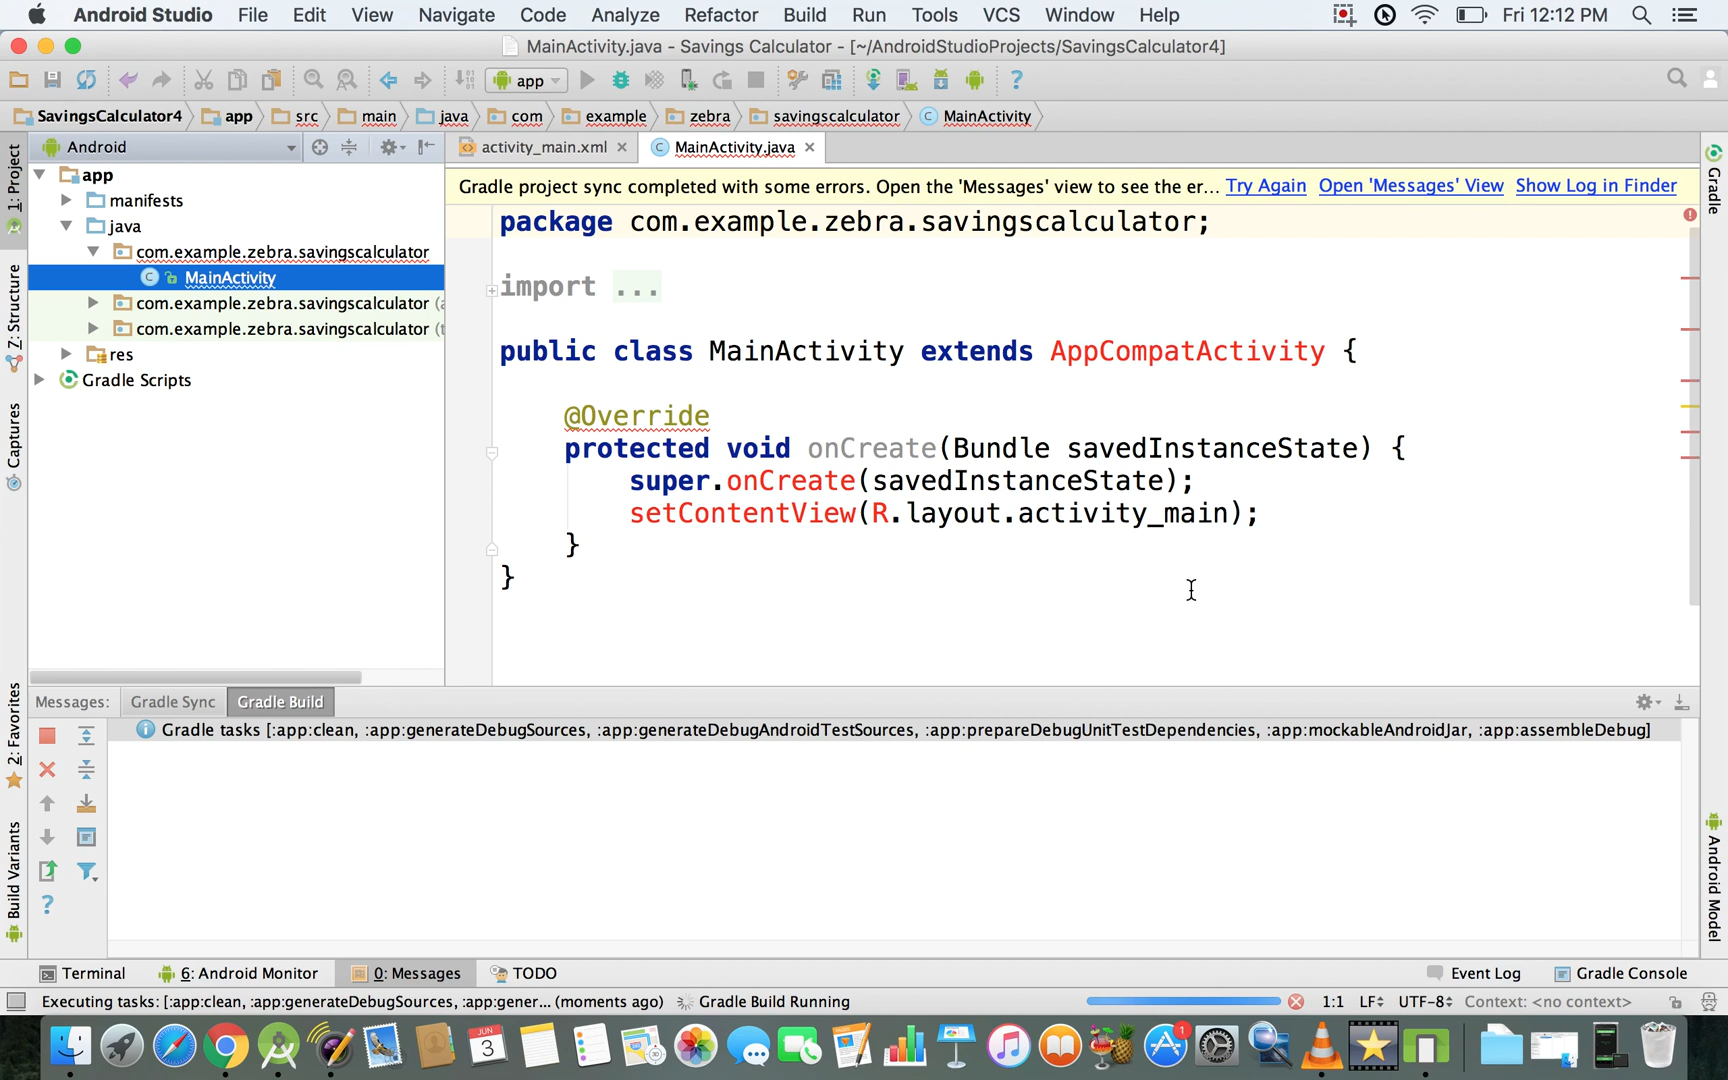 Android Studio File Edit View Navigate Code Analyze Refactor Build Run Tools VCS Window Help Fri 12:12 PM
MainActivity.java - Savings Calculator - [~/AndroidStudioProjects/SavingsCalculator4]
app
SavingsCalculator4 app src main java com example zebra savingscalculator MainActivity
Android
activity_main.xml MainActivity.java
Gradle project sync completed with some errors. Open the 'Messages' view to see the er... Try Again Open 'Messages' View Show Log in Finder
app
manifests
java
com.example.zebra.savingscalculator
MainActivity
com.example.zebra.savingscalculator (a
com.example.zebra.savingscalculator (t
res
Gradle Scripts
package com.example.zebra.savingscalculator;
import ...
public class MainActivity extends AppCompatActivity {
@Override
protected void onCreate(Bundle savedInstanceState) {
super.onCreate(savedInstanceState);
setContentView(R.layout.activity_main);
}
}
1: Project
7: Structure
Captures
2: Favorites
Build Variants
Gradle
Android Model
Messages: Gradle Sync Gradle Build
Gradle tasks [:app:clean, :app:generateDebugSources, :app:generateDebugAndroidTestSources, :app:prepareDebugUnitTestDependencies, :app:mockableAndroidJar, :app:assembleDebug]
Terminal 6: Android Monitor 0: Messages TODO Event Log Gradle Console
Executing tasks: [:app:clean, :app:generateDebugSources, :app:gener... (moments ago) Gradle Build Running 1:1 LF UTF-8 Context: <no context>
JUN
3
1